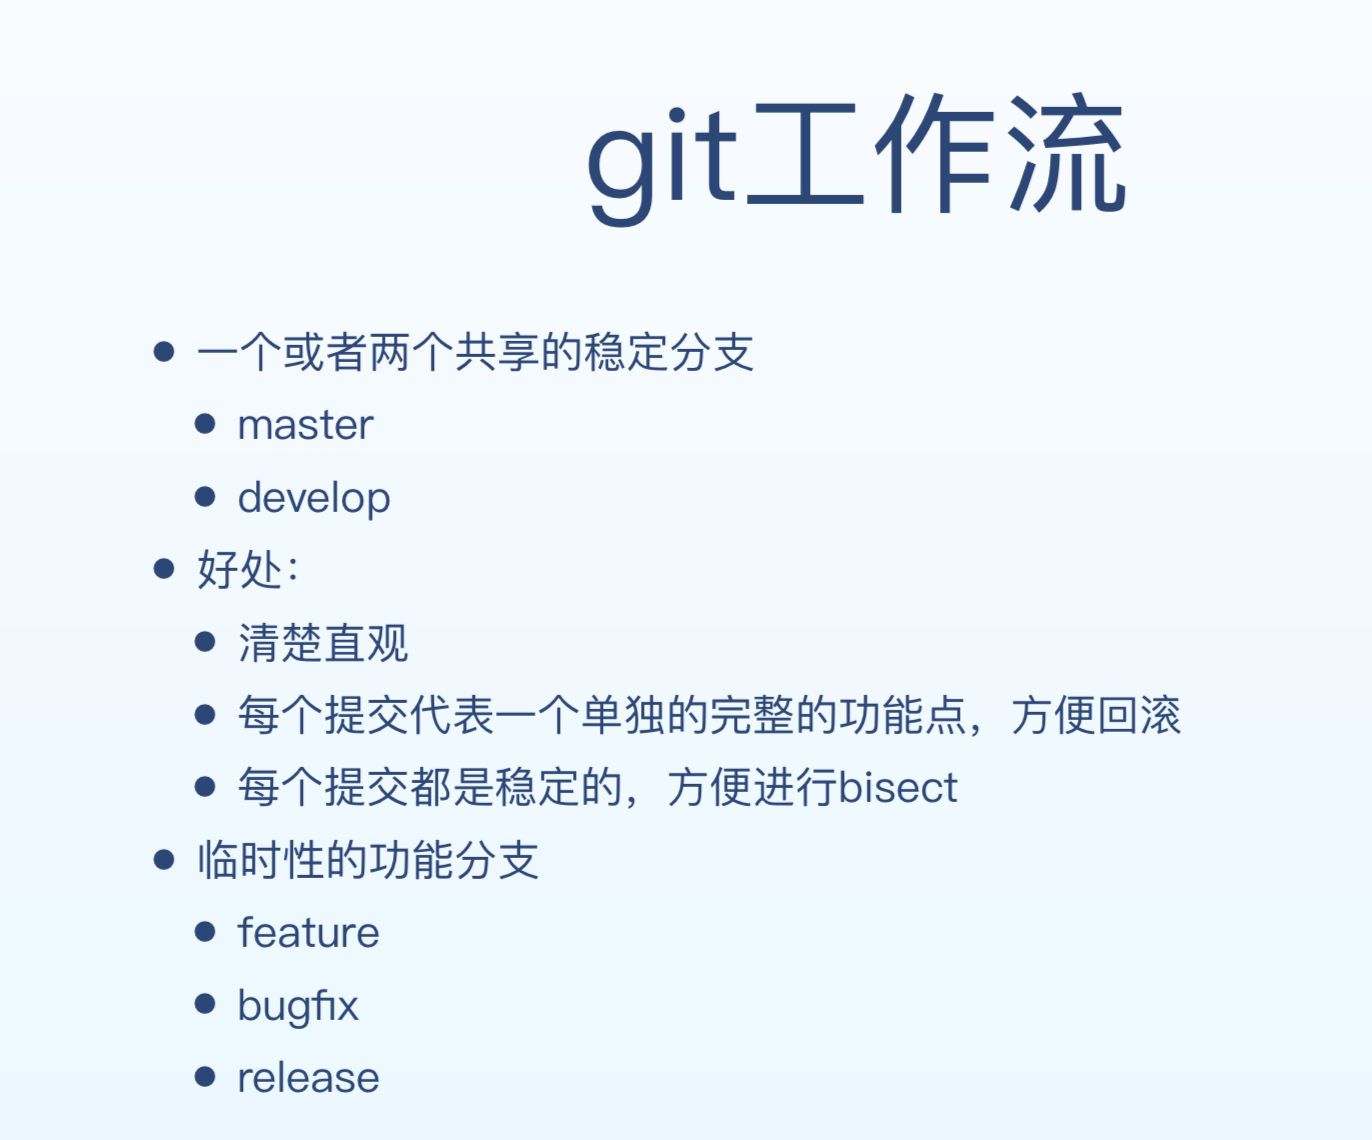 git工作流
一个或者两个共享的稳定分支
master
develop
好处：
清楚直观
每个提交代表一个单独的完整的功能点，方便回滚
每个提交都是稳定的，方便进行bisect
临时性的功能分支
feature
bugfix
release